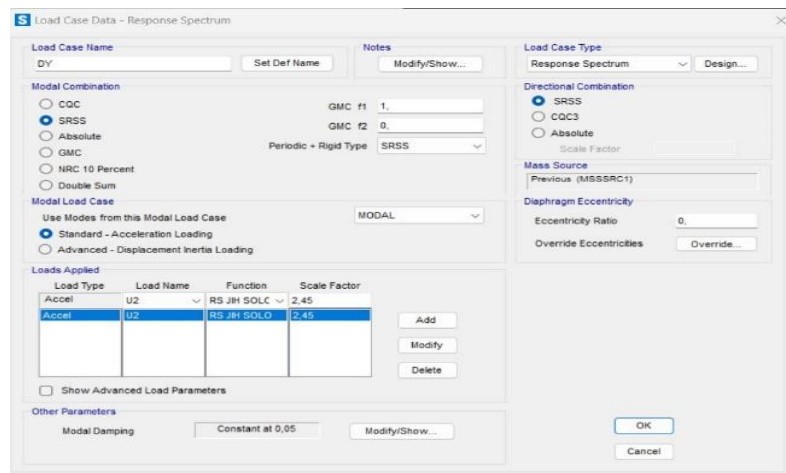 S Load Case Data - Response Spectrum
Load Case Name
DY
Set Def Name
Notes
Modify/Show...
Load Case Type
Response Spectrum
Design...
Modal Combination
CQC
SRSS
Absolute
GMC
NRC 10 Percent
Double Sum
GMC f1 1,
GMC f2 0,
Periodic + Rigid Type SRSS
Directional Combination
SRSS
CQC3
Absolute
Scale Factor
Mass Source
Previous (MSSSRC1)
Modal Load Case
Use Modes from this Modal Load Case MODAL
Standard - Acceleration Loading
Advanced - Displacement Inertia Loading
Diaphragm Eccentricity
Eccentricity Ratio 0,
Override Eccentricities Override...
Loads Applied
Load Type Load Name Function Scale Factor
Accel U2 RS JIH SOLC 2,45
Accel U2 RS JIH SOLO 2,45
Add
Modify
Delete
Show Advanced Load Parameters
Other Parameters
Modal Damping Constant at 0,05 Modify/Show...
OK
Cancel